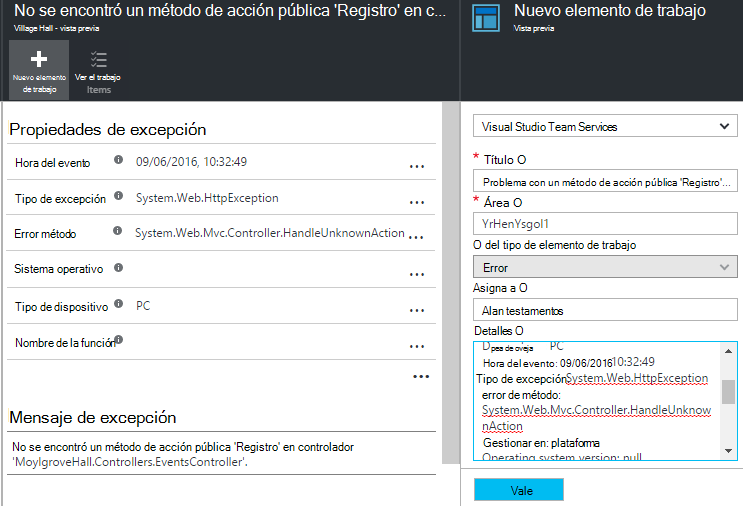 No se encontró un método de acción pública 'Registro' en c...
Village Hall - vista previa
Nuevo elemento
de trabajo
Ver el trabajo
Items
Propiedades de excepción
Hora del evento 09/06/2016, 10:32:49 ...
Tipo de excepción System.Web.HttpException ...
Error método System.Web.Mvc.Controller.HandleUnknownAction ...
Sistema operativo ...
Tipo de dispositivo PC ...
Nombre de la función ...
...
Mensaje de excepción
No se encontró un método de acción pública 'Registro' en controlador
'MoylgroveHall.Controllers.EventsController'.
Nuevo elemento de trabajo
Vista previa
Visual Studio Team Services
* Título O
Problema con un método de acción pública 'Registro'...
* Área O
YrHenYsgol1
O del tipo de elemento de trabajo
Error
Asigna a O
Alan testamentos
Detalles O
Dpea de oveja PC
Hora del evento: 09/06/2016 10:32:49
Tipo de excepción: System.Web.HttpException
error de método:
System.Web.Mvc.Controller.HandleUnknow
nAction
Gestionar en: plataforma
Operating system version: null
Vale